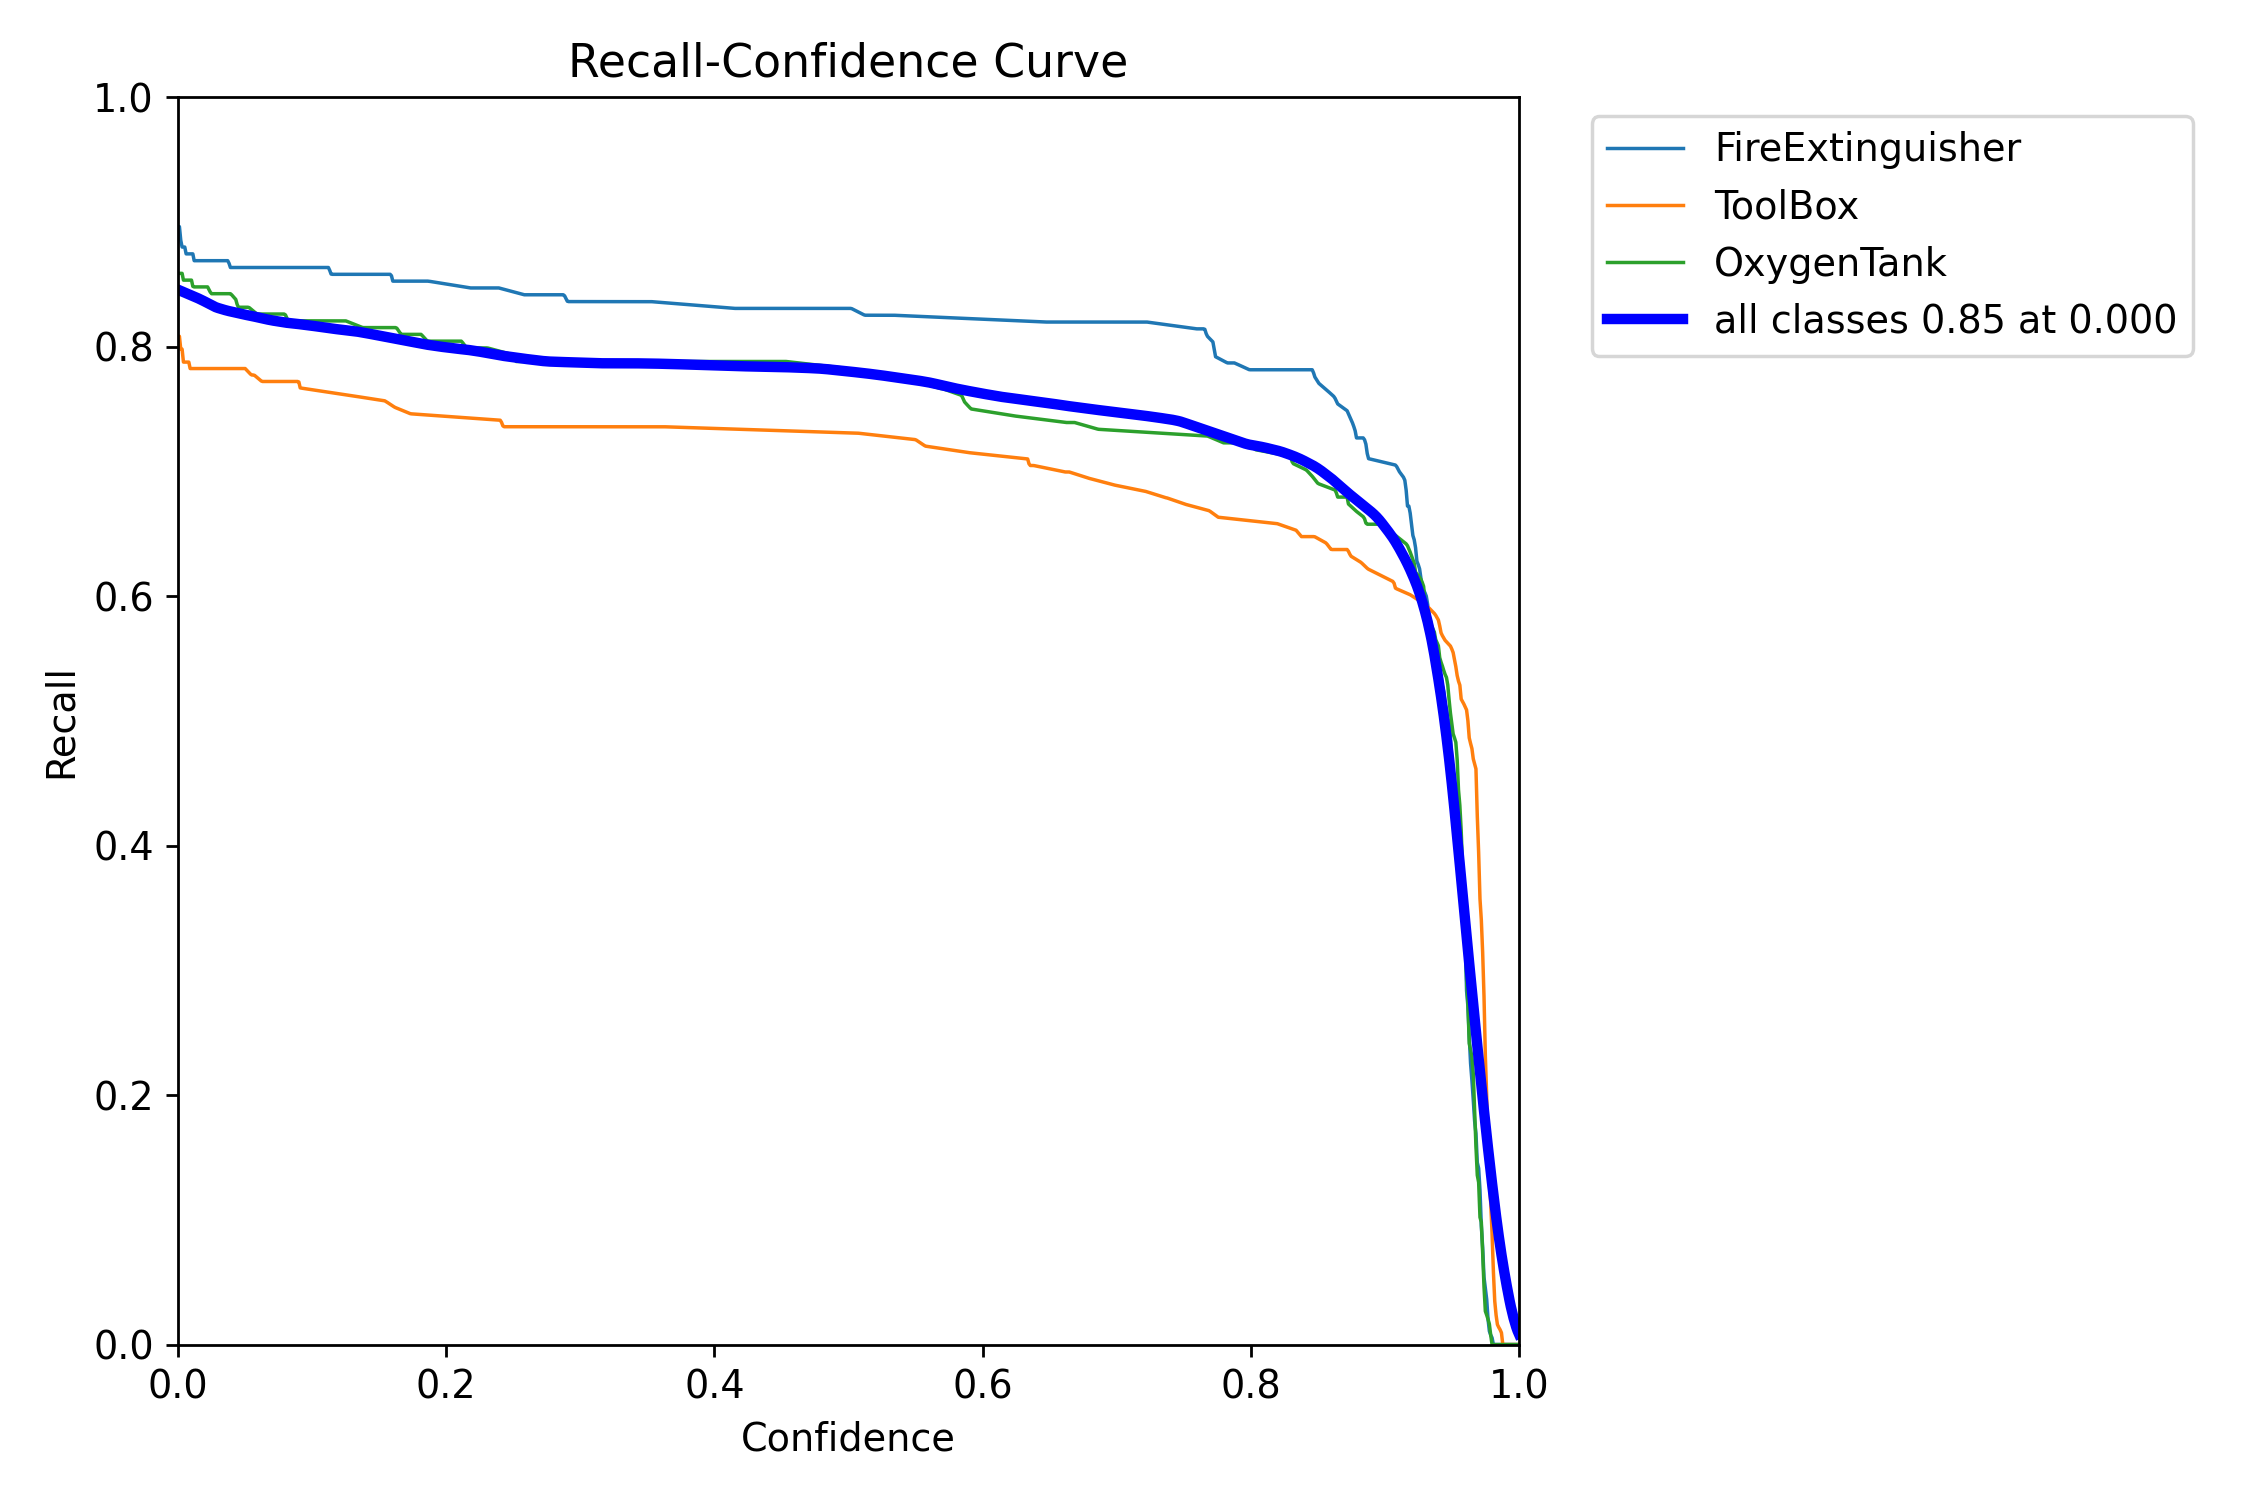 Recall-Confidence Curve
1.0
0.8
0.6
0.4
0.2
0.0
Recall
0.0 0.2 0.4 0.6 0.8 1.0
Confidence
FireExtinguisher
ToolBox
OxygenTank
all classes 0.85 at 0.000